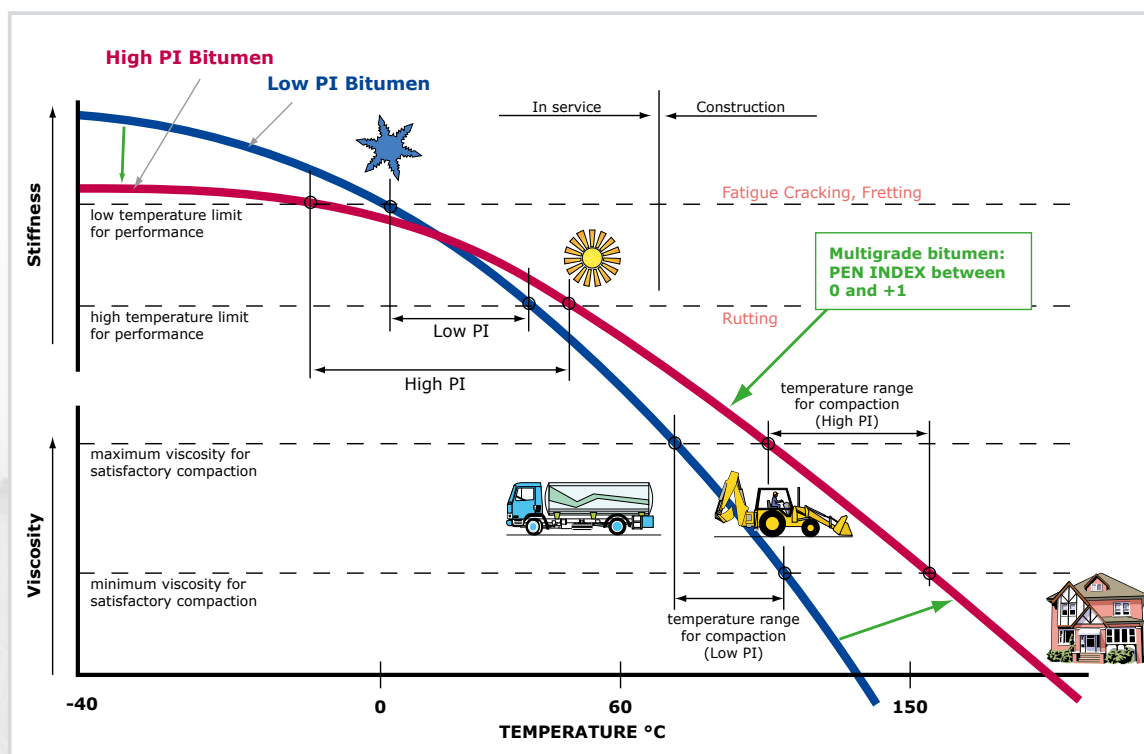 High PI Bitumen
Low PI Bitumen
In service
Construction
Stiffness
Fatigue Cracking, Fretting
low temperature limit
for performance
Multigrade bitumen:
PEN INDEX between
0 and +1
high temperature limit
for performance
Low PI
Rutting
High PI
temperature range
for compaction
(High PI)
Viscosity
maximum viscosity for
satisfactory compaction
minimum viscosity for
satisfactory compaction
temperature range
for compaction
(Low PI)
-40
0
60
150
TEMPERATURE °C